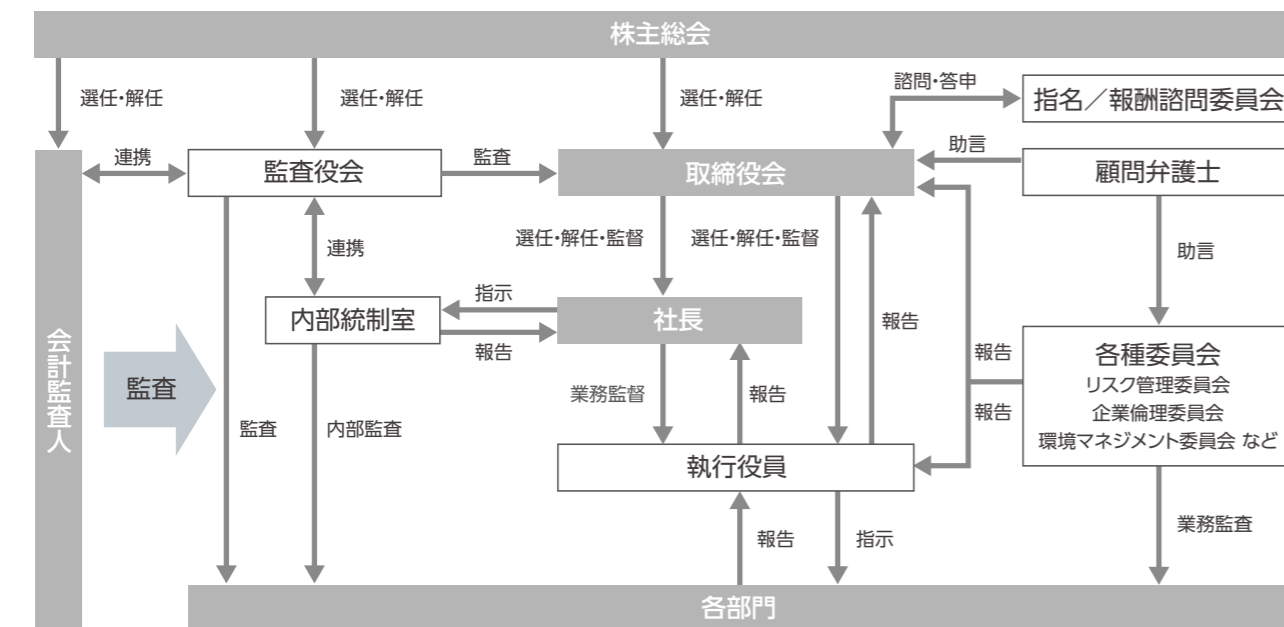 株主総会
選任・解任
選任・解任
選任・解任
諮問・答申
指名／報酬諮問委員会
連携
監査役会
監査
取締役会
助言
顧問弁護士
選任・解任・監督
選任・解任・監督
連携
助言
指示
内部統制室
社長
報告
報告
会計監査人
監査
各種委員会
リスク管理委員会
企業倫理委員会
環境マネジメント委員会 など
報告
報告
業務監督
報告
監査
内部監査
執行役員
報告
指示
業務監査
各部門